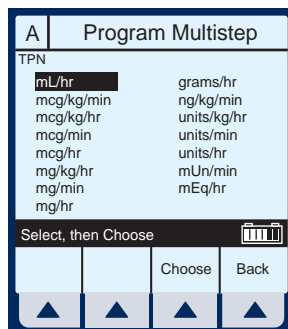 A Program Multistep
TPN
mL/hr grams/hr
mcg/kg/min ng/kg/min
mcg/kg/hr units/kg/hr
mcg/min units/min
mcg/hr units/hr
mg/kg/hr mUn/min
mg/min mEq/hr
mg/hr
Select, then Choose
Choose Back